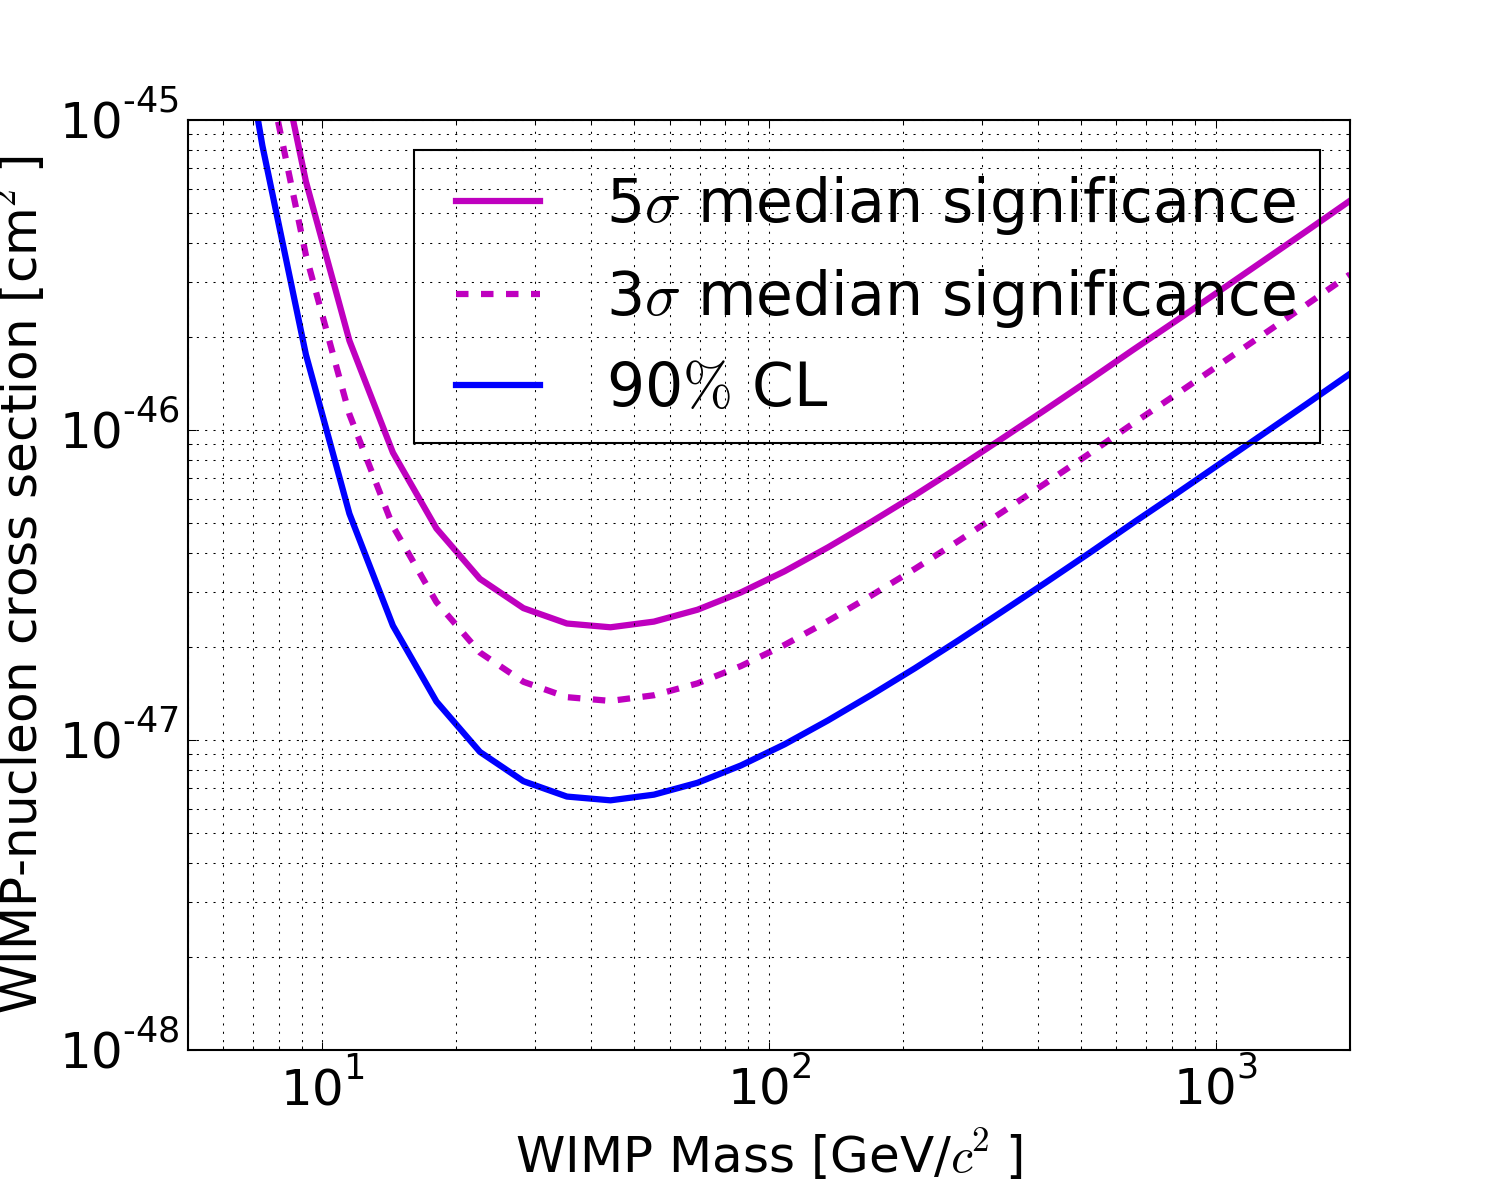 WIMP-nucleon cross section [cm² ]
10⁻⁴⁵
10⁻⁴⁶
10⁻⁴⁷
10⁻⁴⁸
5σ median significance
3σ median significance
90% CL
10¹ 10² 10³
WIMP Mass [GeV/c² ]